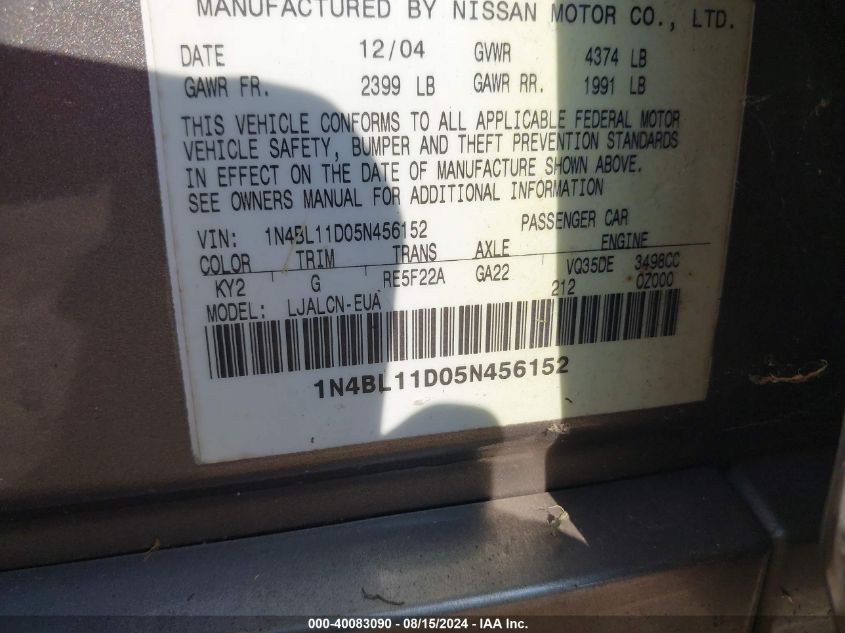 MANUFACTURED BY NISSAN MOTOR CO., LTD.
DATE 12/04 GVWR 4374 LB
GAWR FR. 2399 LB GAWR RR. 1991 LB
THIS VEHICLE CONFORMS TO ALL APPLICABLE FEDERAL MOTOR
VEHICLE SAFETY, BUMPER AND THEFT PREVENTION STANDARDS
IN EFFECT ON THE DATE OF MANUFACTURE SHOWN ABOVE.
SEE OWNERS MANUAL FOR ADDITIONAL INFORMATION
VIN: 1N4BL11D05N456152 PASSENGER CAR
COLOR TRIM TRANS AXLE ENGINE
KY2 G RE5F22A GA22 VQ35DE 3498CC
MODEL: LJALCN-EUA 212 0Z000
1N4BL11D05N456152
000-40083090 - 08/15/2024 - IAA Inc.